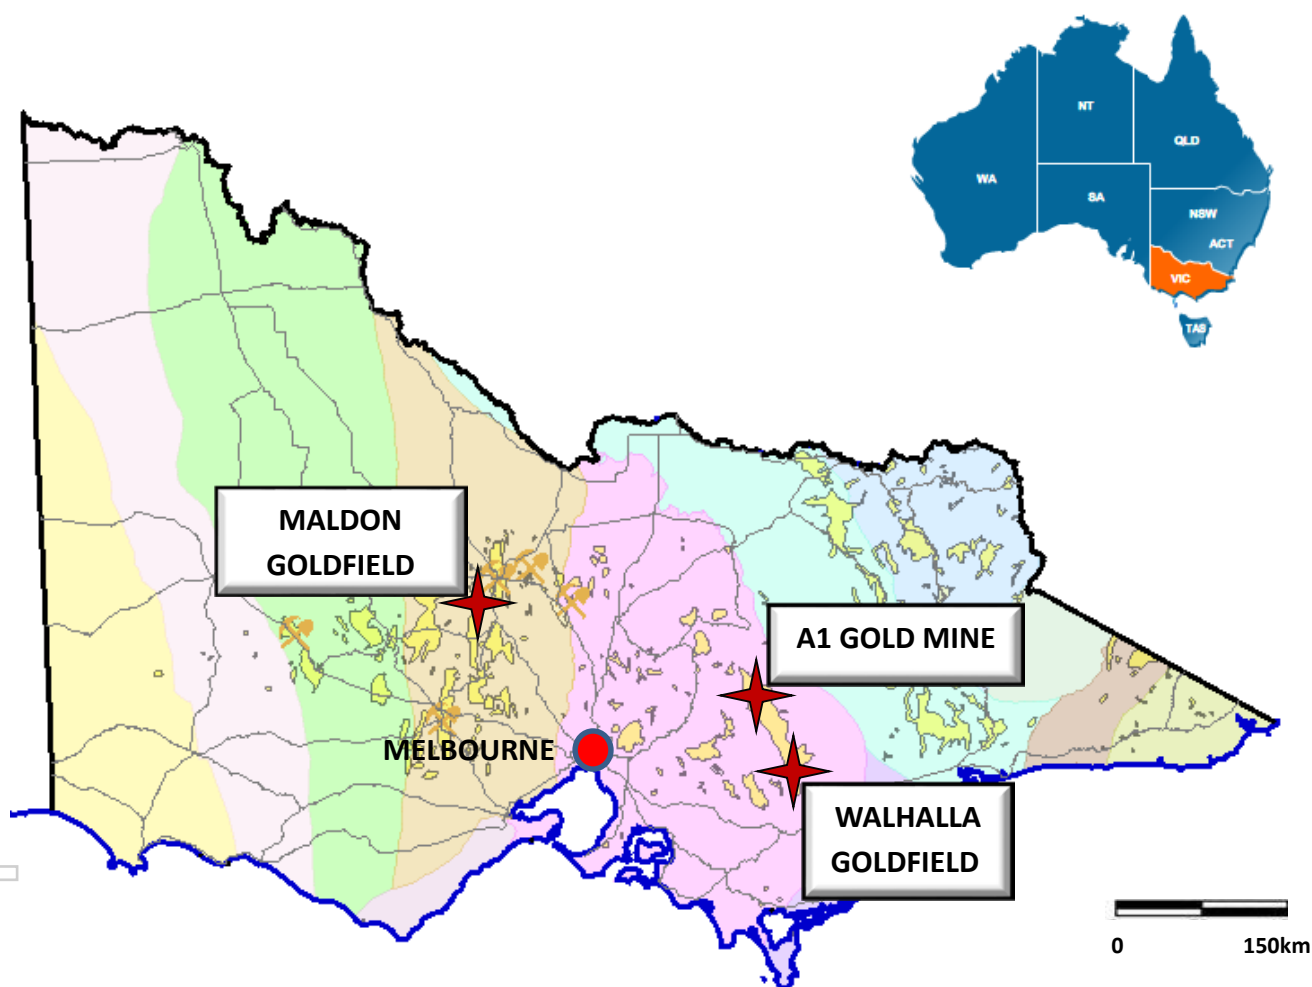 NT
QLD
WA
SA
NSW
ACT
VIC
TAS
MALDON
GOLDFIELD
A1 GOLD MINE
MELBOURNE
WALHALLA
GOLDFIELD
0 150km